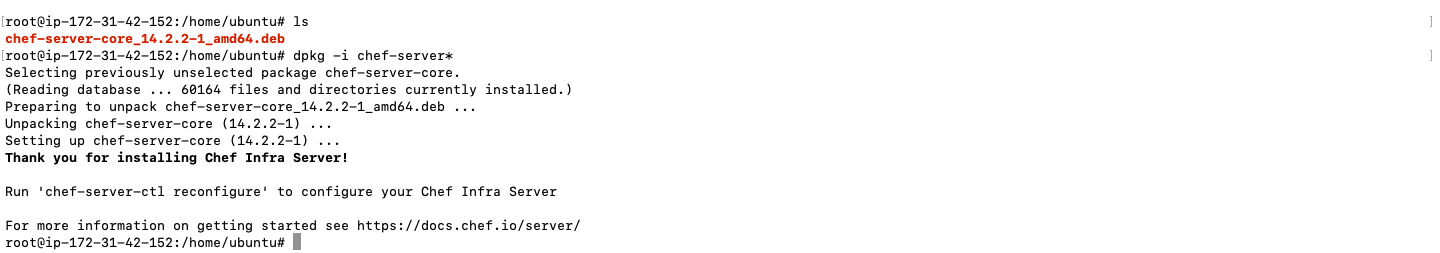 [root@ip-172-31-42-152:/home/ubuntu# ls ]
chef-server-core_14.2.2-1_amd64.deb
[root@ip-172-31-42-152:/home/ubuntu# dpkg -i chef-server* ]
Selecting previously unselected package chef-server-core.
(Reading database ... 60164 files and directories currently installed.)
Preparing to unpack chef-server-core_14.2.2-1_amd64.deb ...
Unpacking chef-server-core (14.2.2-1) ...
Setting up chef-server-core (14.2.2-1) ...
Thank you for installing Chef Infra Server!
Run 'chef-server-ctl reconfigure' to configure your Chef Infra Server
For more information on getting started see https://docs.chef.io/server/
root@ip-172-31-42-152:/home/ubuntu#